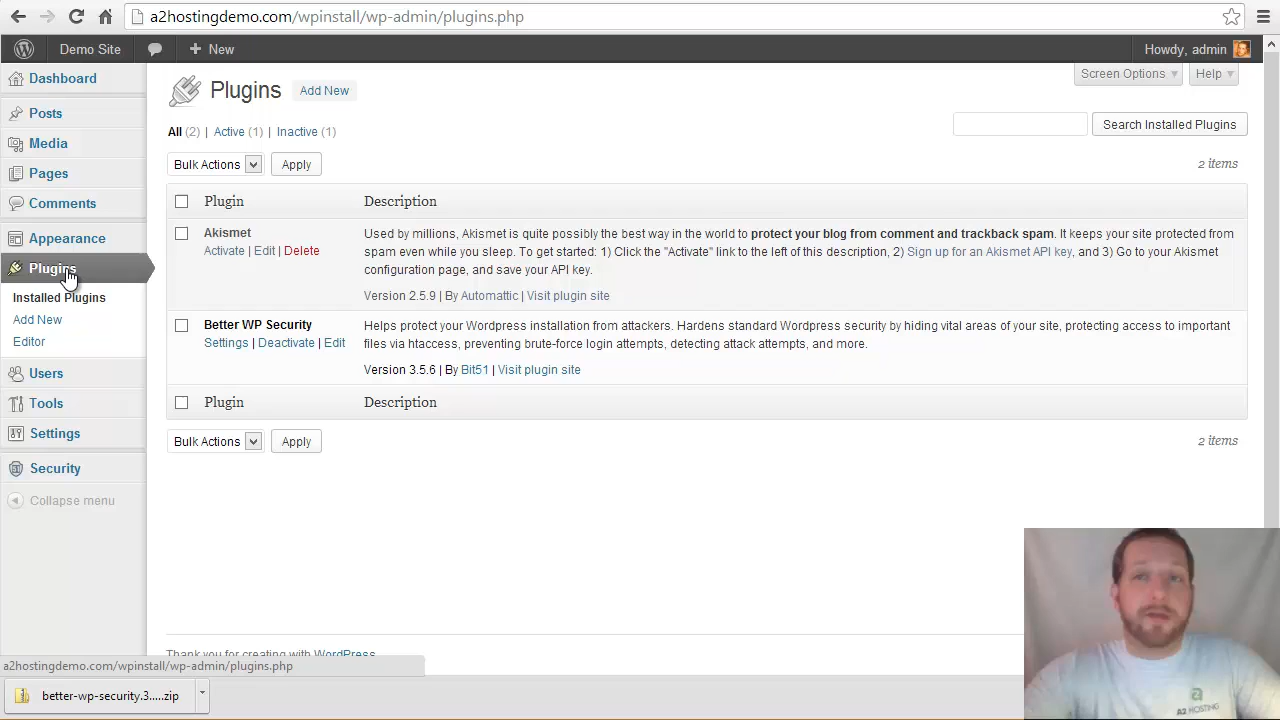 a2hostingdemo.com/wpinstall/wp-admin/plugins.php
Demo Site
New
Howdy, admin
Dashboard
Posts
Media
Pages
Comments
Appearance
Plugins
Installed Plugins
Add New
Editor
Users
Tools
Settings
Security
Collapse menu
Screen Options
Help
Plugins
Add New
All (2) | Active (1) | Inactive (1)
Search Installed Plugins
Bulk Actions
Apply
2 items
Plugin
Description
Akismet
Activate | Edit | Delete
Used by millions, Akismet is quite possibly the best way in the world to protect your blog from comment and trackback spam. It keeps your site protected from
spam even while you sleep. To get started: 1) Click the "Activate" link to the left of this description, 2) Sign up for an Akismet API key, and 3) Go to your Akismet
configuration page, and save your API key.
Version 2.5.9 | By Automattic | Visit plugin site
Better WP Security
Settings | Deactivate | Edit
Helps protect your Wordpress installation from attackers. Hardens standard Wordpress security by hiding vital areas of your site, protecting access to important
files via htaccess, preventing brute-force login attempts, detecting attack attempts, and more.
Version 3.5.6 | By Bit51 | Visit plugin site
Plugin
Description
Bulk Actions
Apply
2 items
Thank you for creating with WordPress
a2hostingdemo.com/wpinstall/wp-admin/plugins.php
better-wp-security.3.....zip
A2 HOSTING